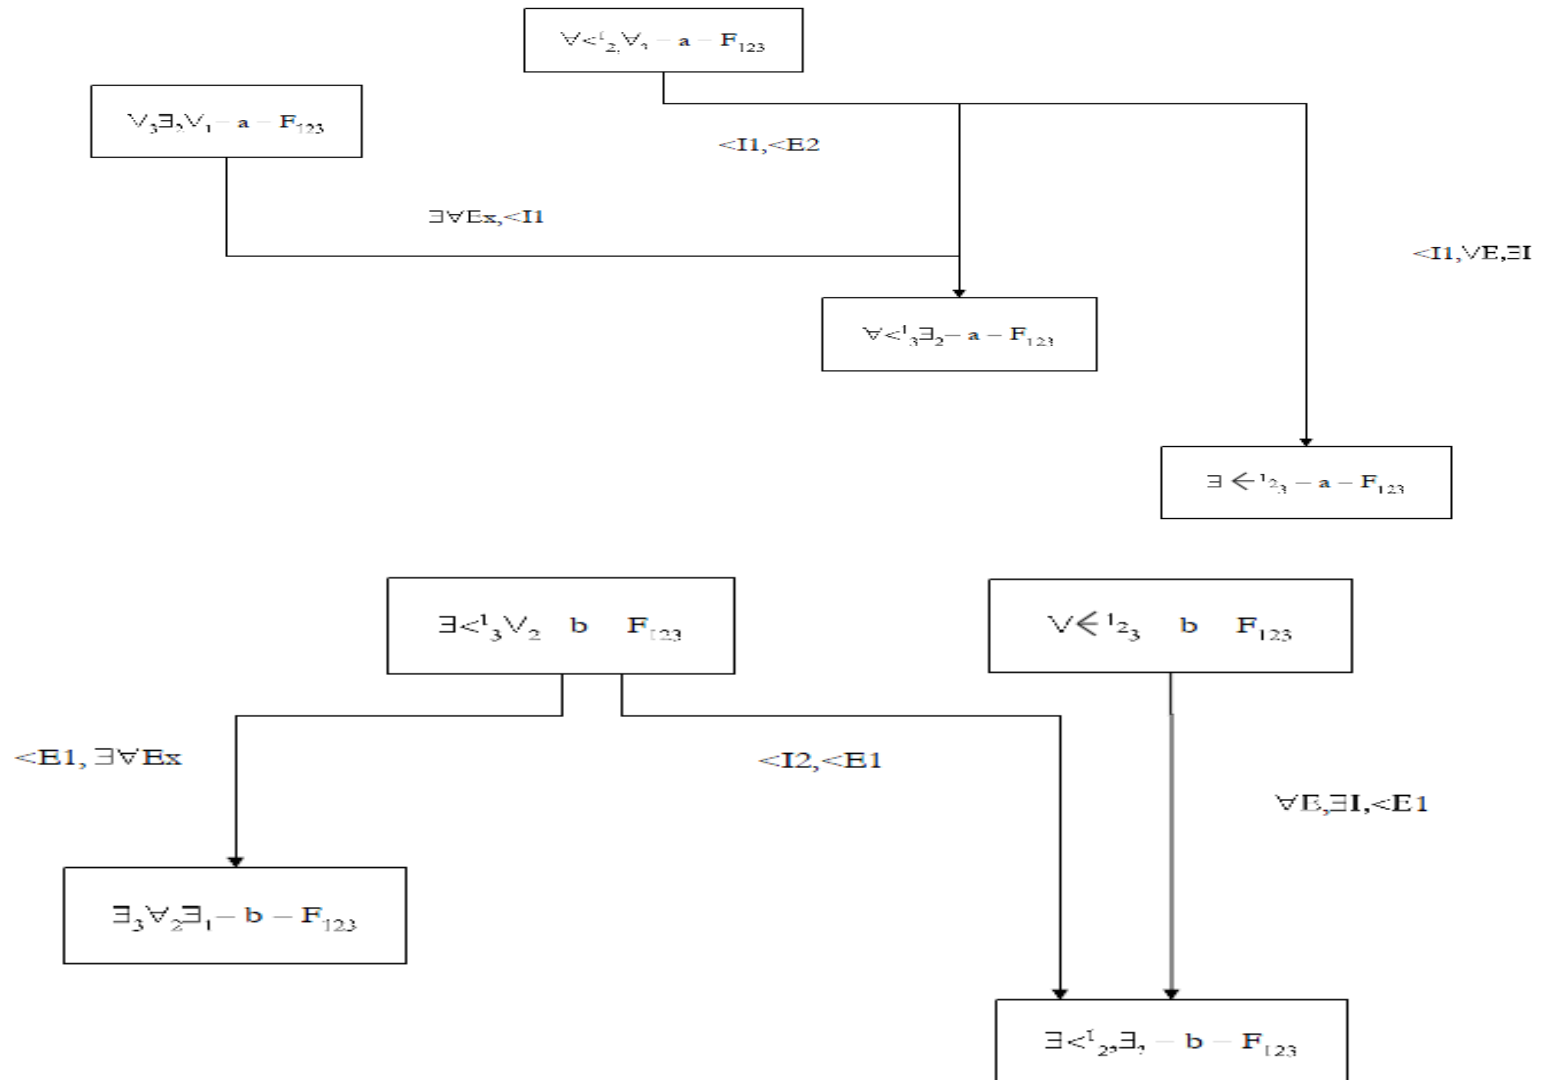 ∀<¹₂,∀₃ – a – F₁₂₃
∀₃∃₂∀₁ – a – F₁₂₃
<I1,<E2
∃∀Ex,<I1
<I1,∀E,∃I
∀<¹₃∃₂ – a – F₁₂₃
∃ ⪪ ¹₂₃ – a – F₁₂₃
∃<¹₃∀₂ b F₁₂₃
∀⪪ ¹₂₃ b F₁₂₃
<E1, ∃∀Ex
<I2,<E1
∀E,∃I,<E1
∃₃∀₂∃₁ – b – F₁₂₃
∃<¹₂,∃₃ – b – F₁₂₃